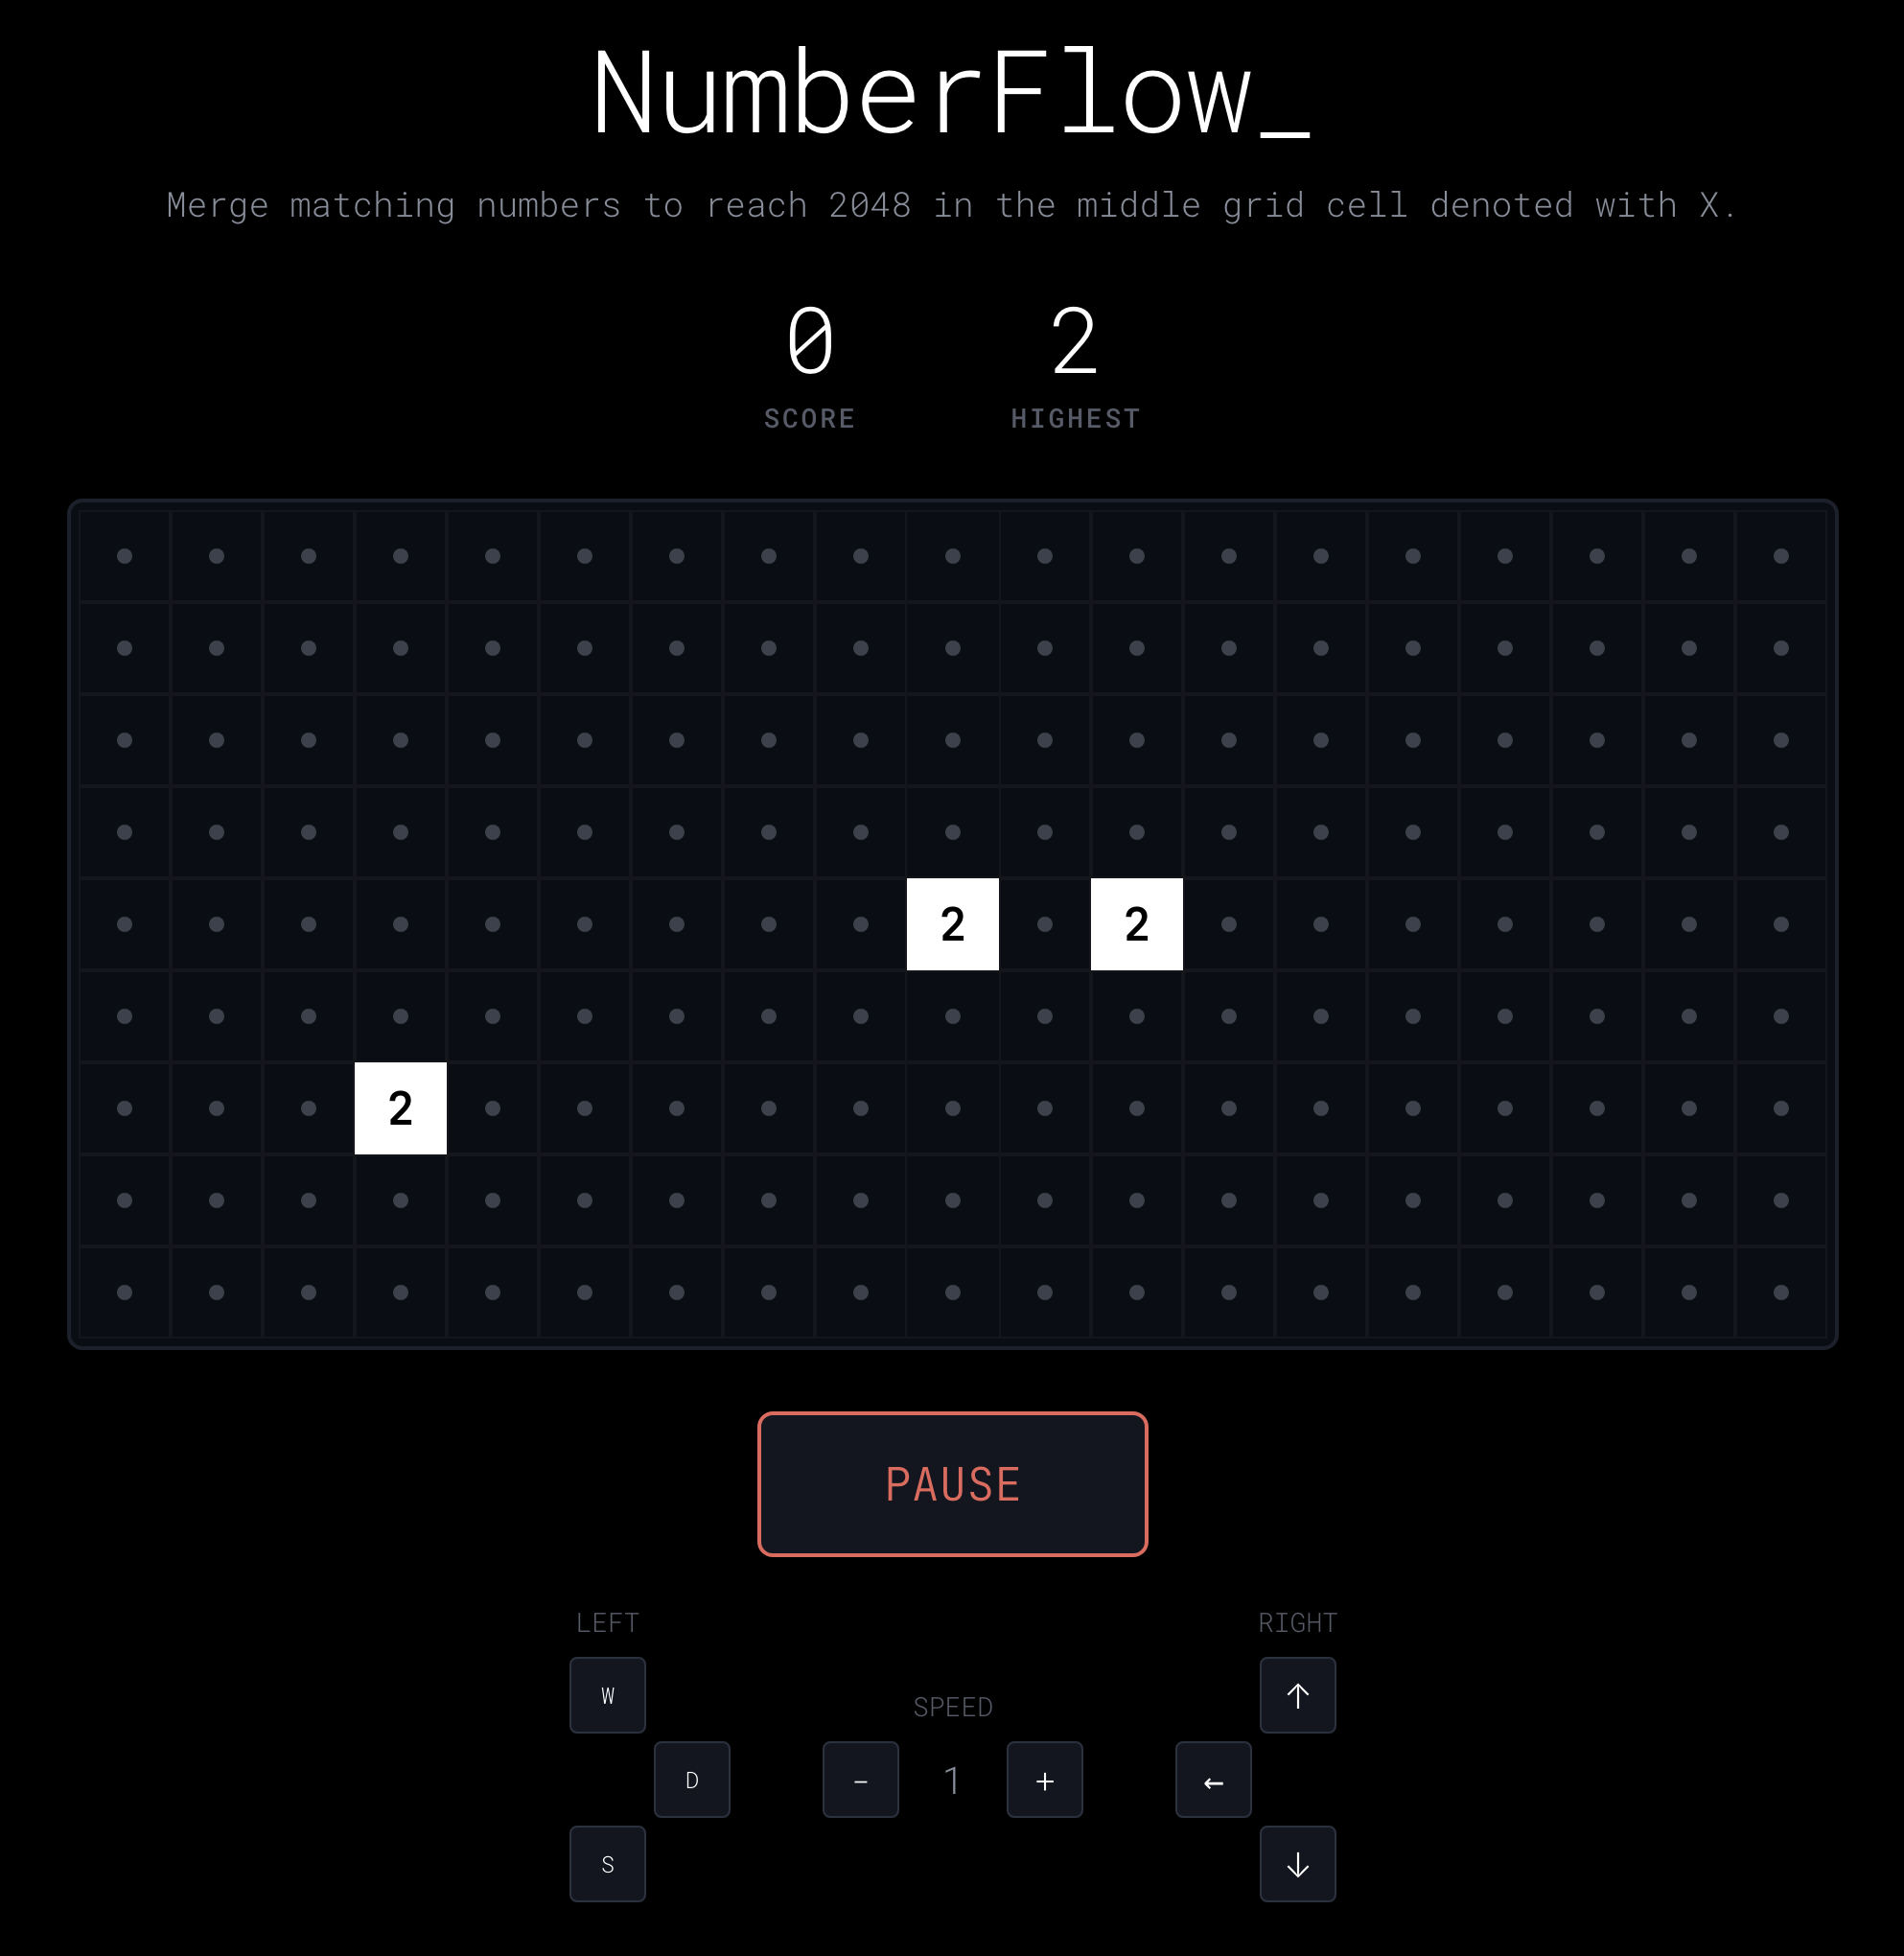 NumberFlow_
Merge matching numbers to reach 2048 in the middle grid cell denoted with X.
0 2
SCORE HIGHEST
2 2
2
PAUSE
LEFT RIGHT
W ↑
SPEED
D - 1 + ←
S ↓